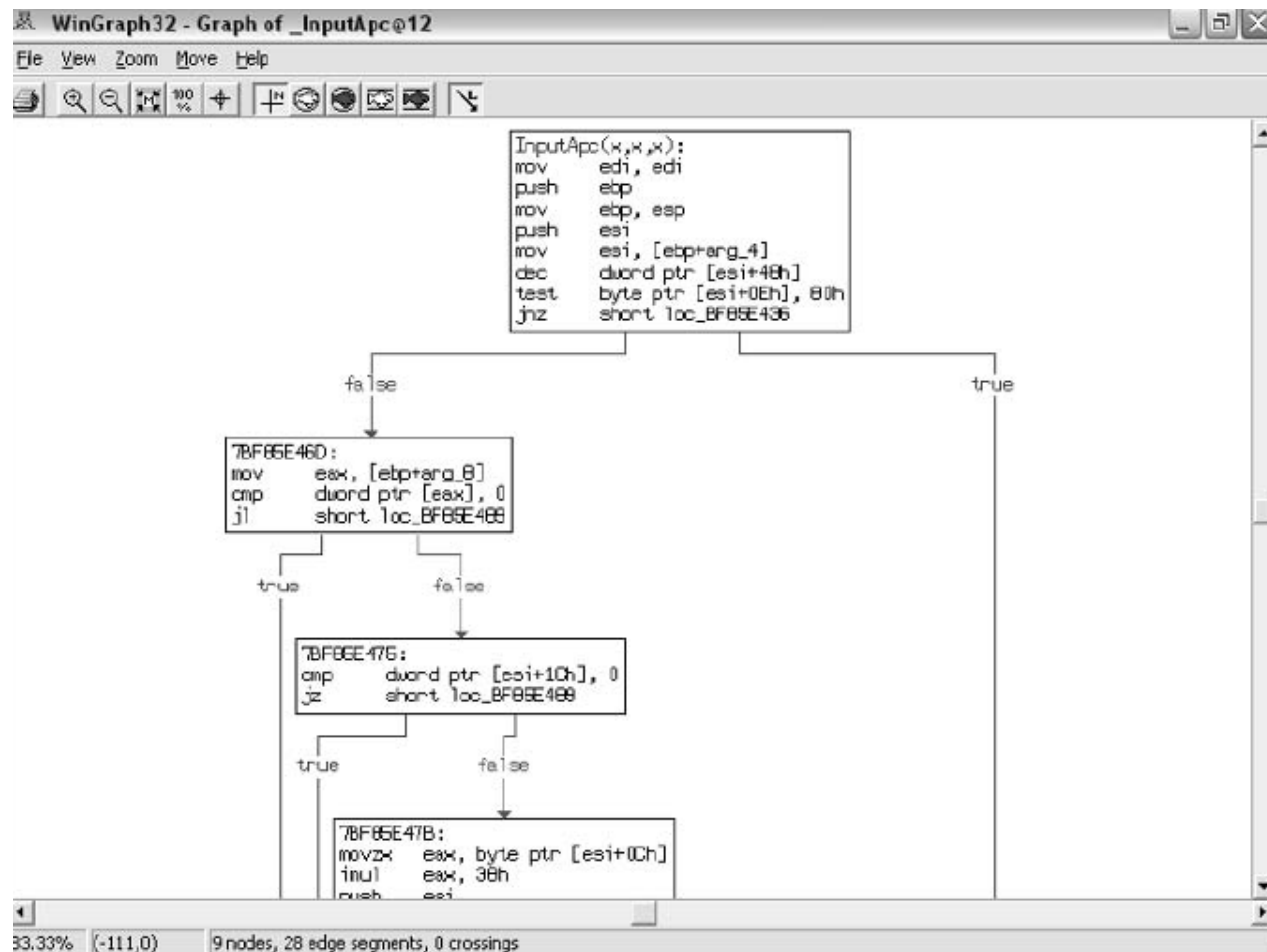 WinGraph32 - Graph of _InputApc@12
File View Zoom Move Help
InputApc(x,x,x):
mov edi, edi
push ebp
mov ebp, esp
push esi
mov esi, [ebp+arg_4]
dec dword ptr [esi+48h]
test byte ptr [esi+0Eh], 80h
jnz short loc_BF85E436
false
true
7BF85E46D:
mov eax, [ebp+arg_8]
cmp dword ptr [eax], 0
jl short loc_BF85E488
true
false
7BF85E475:
cmp dword ptr [esi+1Ch], 0
jz short loc_BF85E488
true
false
7BF85E47B:
movzx eax, byte ptr [esi+0Ch]
imul eax, 38h
push esi
83.33% (-111,0) 9 nodes, 28 edge segments, 0 crossings